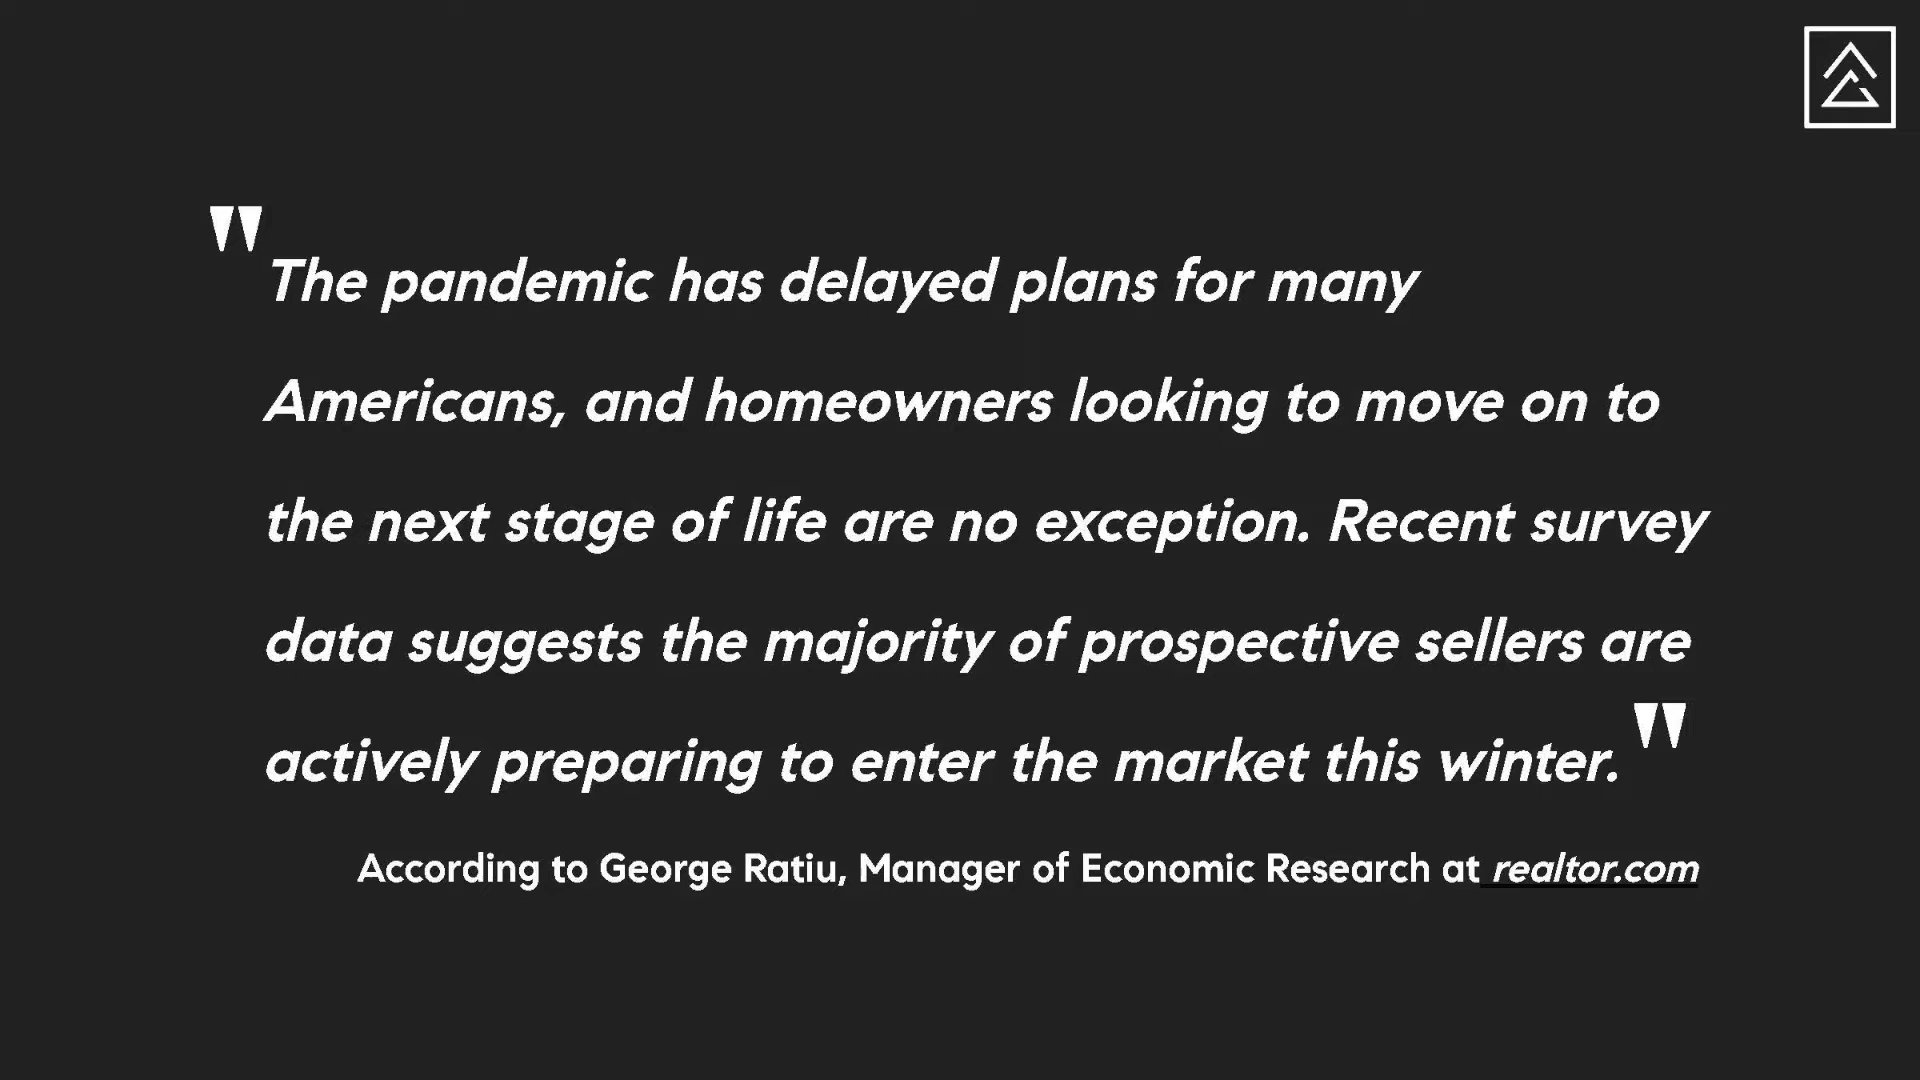 "The pandemic has delayed plans for many
Americans, and homeowners looking to move on to
the next stage of life are no exception. Recent survey
data suggests the majority of prospective sellers are
actively preparing to enter the market this winter."
According to George Ratiu, Manager of Economic Research at realtor.com